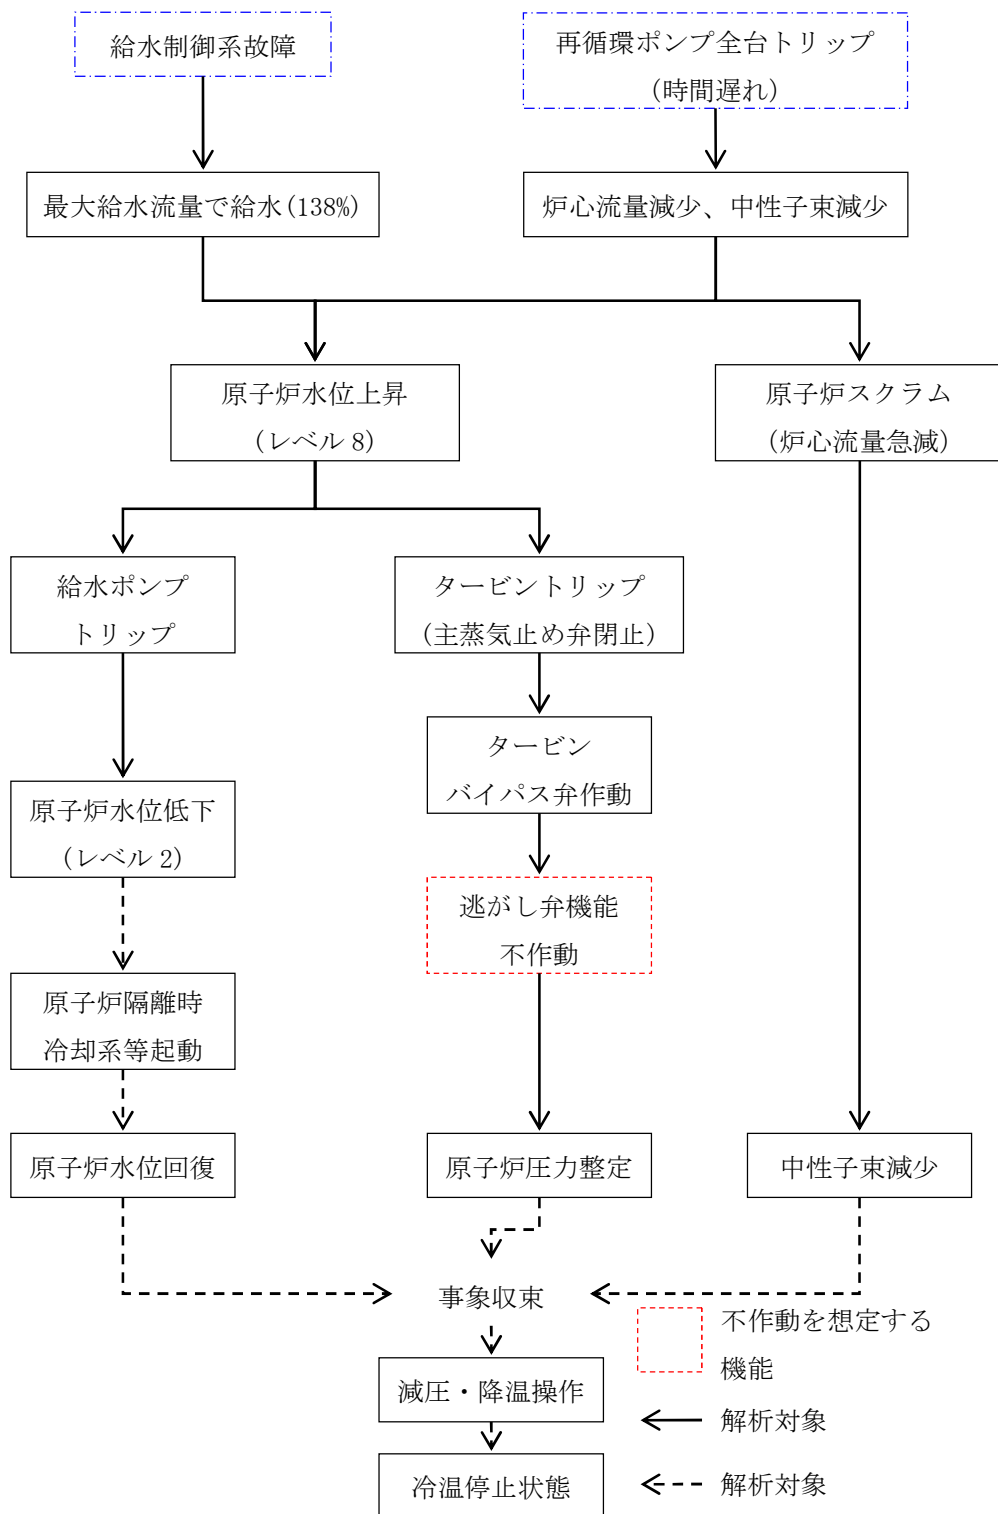 給水制御系故障
再循環ポンプ全台トリップ
(時間遅れ)
最大給水流量で給水(138%)
炉心流量減少、中性子束減少
原子炉水位上昇
(レベル 8)
原子炉スクラム
(炉心流量急減)
給水ポンプ
トリップ
タービントリップ
(主蒸気止め弁閉止)
タービン
バイパス弁作動
原子炉水位低下
(レベル 2)
逃がし弁機能
不作動
原子炉隔離時
冷却系等起動
原子炉水位回復
原子炉圧力整定
中性子束減少
事象収束
減圧・降温操作
冷温停止状態
不作動を想定する
機能
解析対象
解析対象